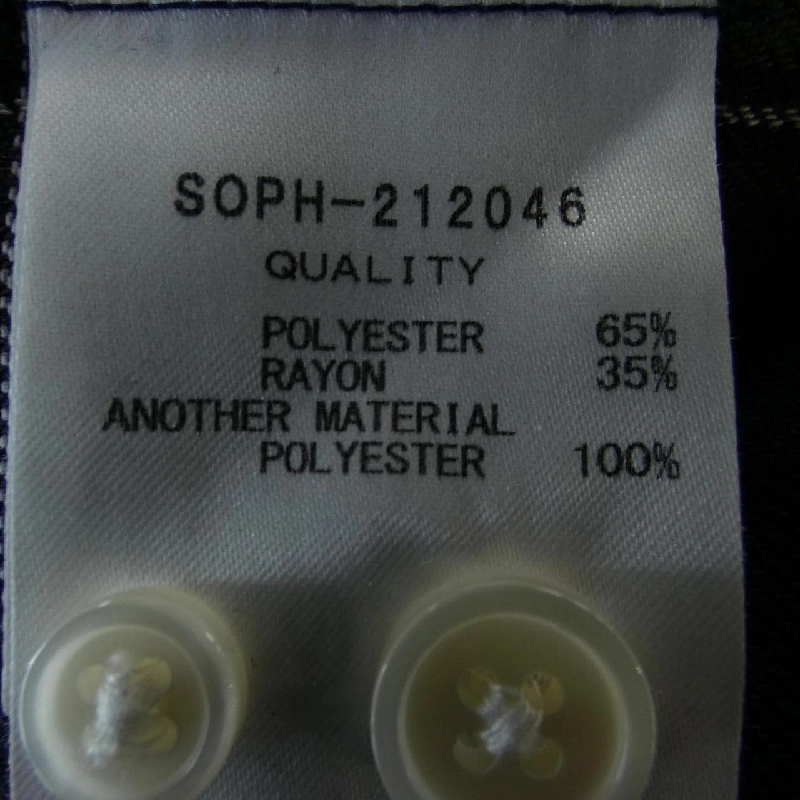 SOPH-212046
QUALITY
POLYESTER 65%
RAYON 35%
ANOTHER MATERIAL
POLYESTER 100%